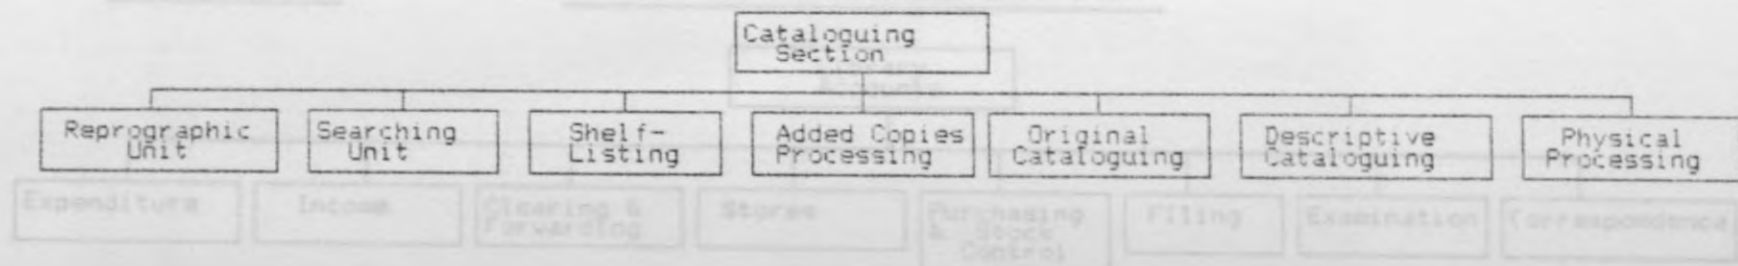 Cataloguing
Section
Reprographic
Unit
Searching
Unit
Shelf-
Listing
Added Copies
Processing
Original
Cataloguing
Descriptive
Cataloguing
Physical
Processing
Accounts
Expenditure
Income
Clearing &
Forwarding
Stores
Purchasing
& Stock
Control
Filing
Examination
Correspondence